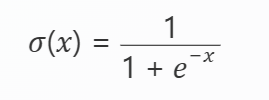 σ(x) = 1 / (1 + e^{−x})